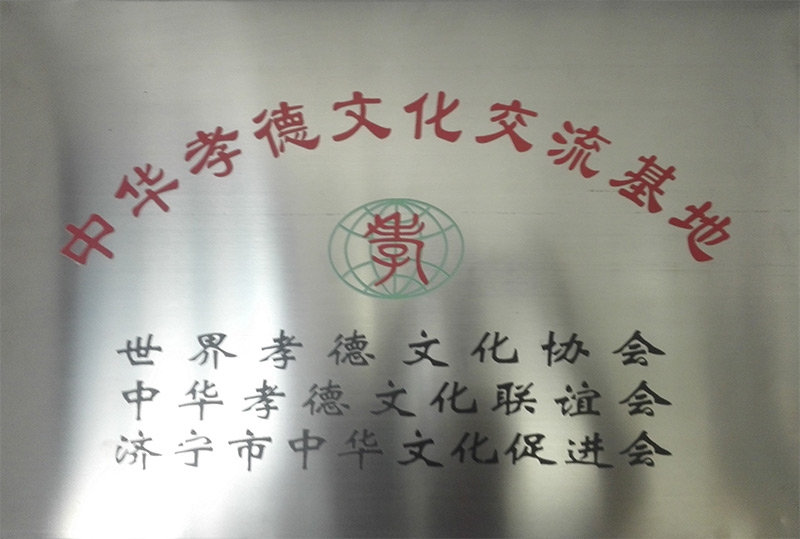 中华孝德文化交流基地
孝
世界孝德文化协会
中华孝德文化联谊会
济宁市中华文化促进会